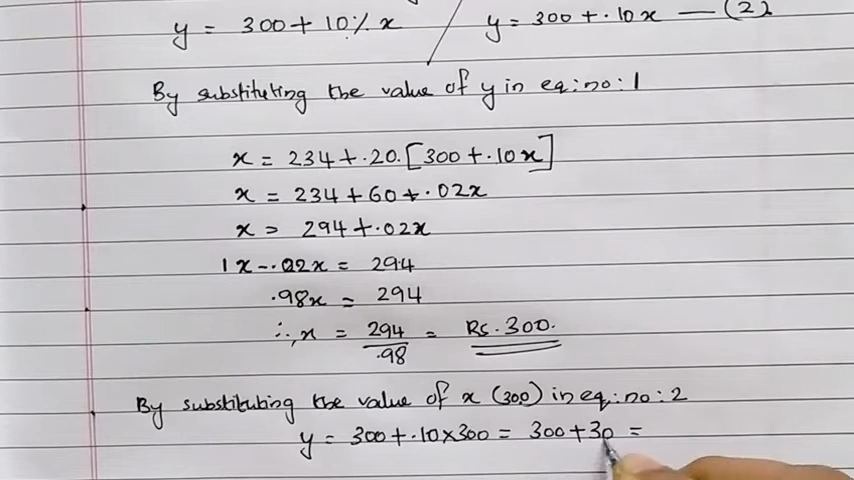 y = 300 + 10% x / y = 300 + .10x — (2)
By substituting the value of y in eq: no: 1
x = 234 + .20. [300 + .10x]
x = 234 + 60 + .02x
x = 294 + .02x
1x - .02x = 294
.98x = 294
∴, x = 294/.98 = Rs. 300.
By substituting the value of x (300) in eq: no: 2
y = 300 + .10 x 300 = 300 + 30 =